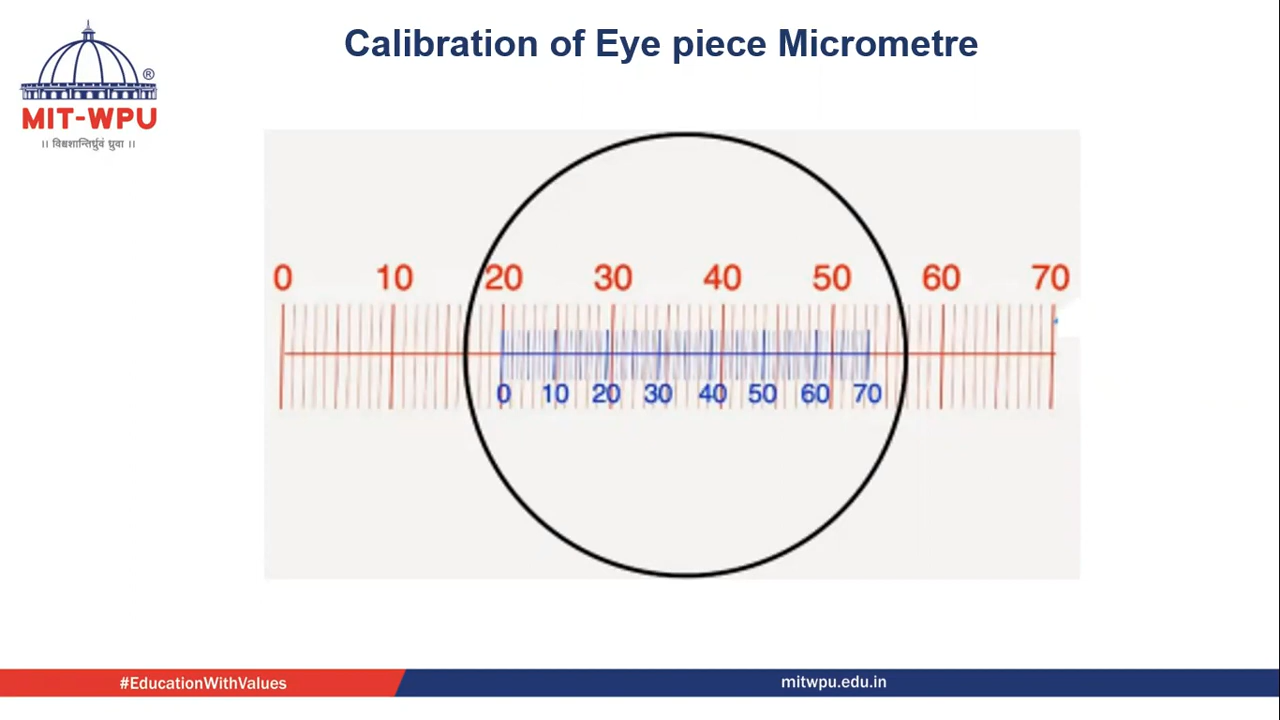 Calibration of Eye piece Micrometre
®
MIT-WPU
।। विश्वशान्तिर्ध्रुवं ध्रुवा ।।
0 10 20 30 40 50 60 70
0 10 20 30 40 50 60 70
#EducationWithValues
mitwpu.edu.in